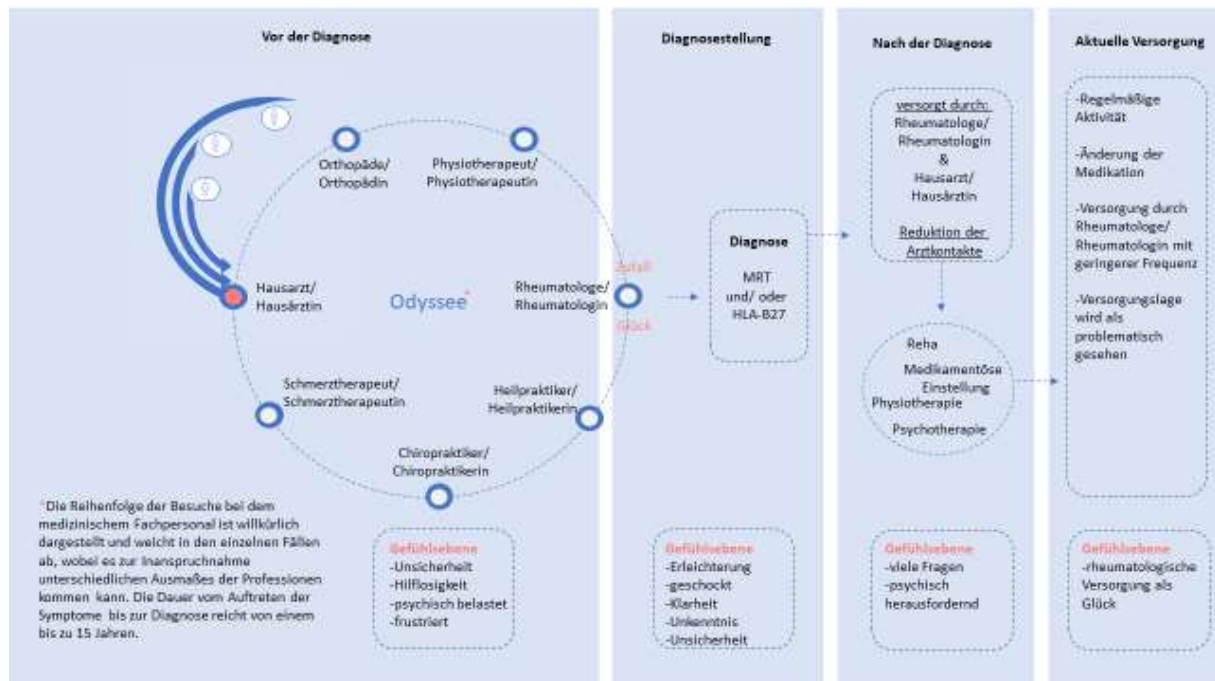 Vor der Diagnose
Orthopäde/
Orthopädin
Physiotherapeut/
Physiotherapeutin
Hausarzt/
Hausärztin
Odyssee*
Rheumatologe/
Rheumatologin
Zufall
Glück
Schmerztherapeut/
Schmerztherapeutin
Heilpraktiker/
Heilpraktikerin
Chiropraktiker/
Chiropraktikerin
*Die Reihenfolge der Besuche bei dem
medizinischem Fachpersonal ist willkürlich
dargestellt und weicht in den einzelnen Fällen
ab, wobei es zur Inanspruchnahme
unterschiedlichen Ausmaßes der Professionen
kommen kann. Die Dauer vom Auftreten der
Symptome bis zur Diagnose reicht von einem
bis zu 15 Jahren.
Gefühlsebene
-Unsicherheit
-Hilflosigkeit
-psychisch belastet
-frustriert
Diagnosestellung
Diagnose
MRT
und/ oder
HLA-B27
Gefühlsebene
-Erleichterung
-geschockt
-Klarheit
-Unkenntnis
-Unsicherheit
Nach der Diagnose
versorgt durch:
Rheumatologe/
Rheumatologin
&
Hausarzt/
Hausärztin
Reduktion der
Arztkontakte
Reha
Medikamentöse
Einstellung
Physiotherapie
Psychotherapie
Gefühlsebene
-viele Fragen
-psychisch
herausfordernd
Aktuelle Versorgung
-Regelmäßige
Aktivität
-Änderung der
Medikation
-Versorgung durch
Rheumatologe/
Rheumatologin mit
geringerer Frequenz
-Versorgungslage
wird als
problematisch
gesehen
Gefühlsebene
-rheumatologische
Versorgung als
Glück